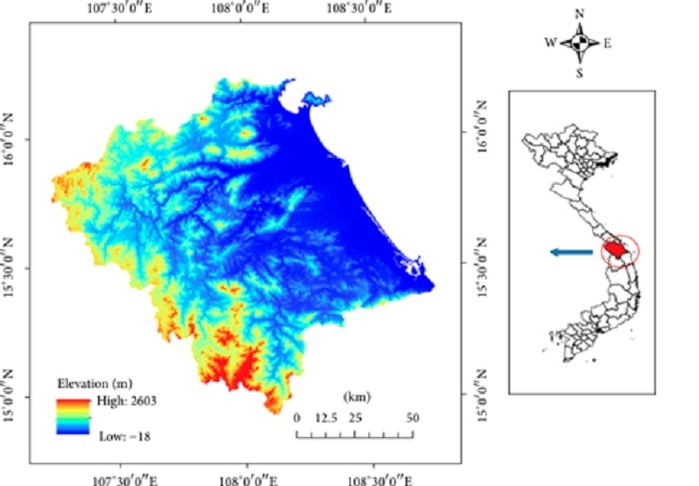 107°30′0″E 108°0′0″E 108°30′0″E
N
W E
S
16°0′0″N 16°0′0″N
15°30′0″N 15°30′0″N
15°0′0″N 15°0′0″N
Elevation (m)
High: 2603
Low: −18
(km)
0 12.5 25 50
107°30′0″E 108°0′0″E 108°30′0″E